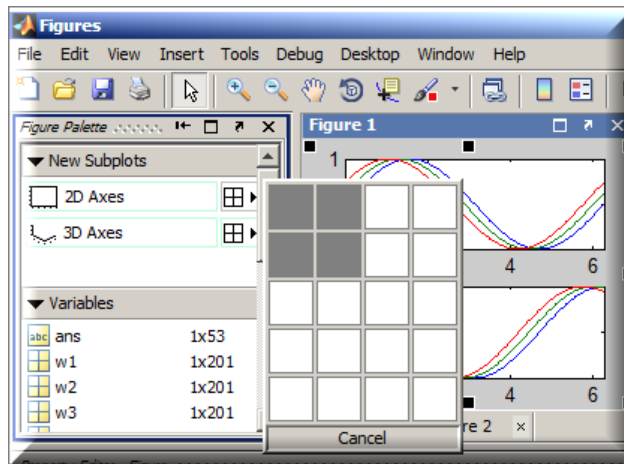 Figures
File Edit View Insert Tools Debug Desktop Window Help
Figure Palette
Figure 1
New Subplots
1
2D Axes
3D Axes
4 6
Variables
abc ans 1x53
w1 1x201
w2 1x201
4 6
w3 1x201
re 2
Cancel